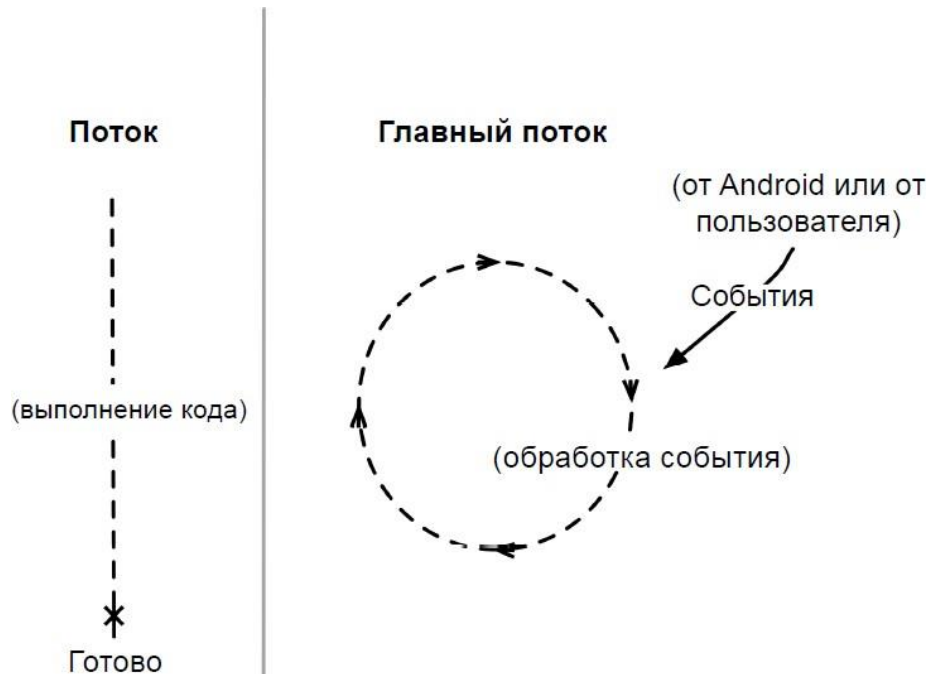 Поток
(выполнение кода)
Готово
Главный поток
(от Android или от
пользователя)
События
(обработка события)